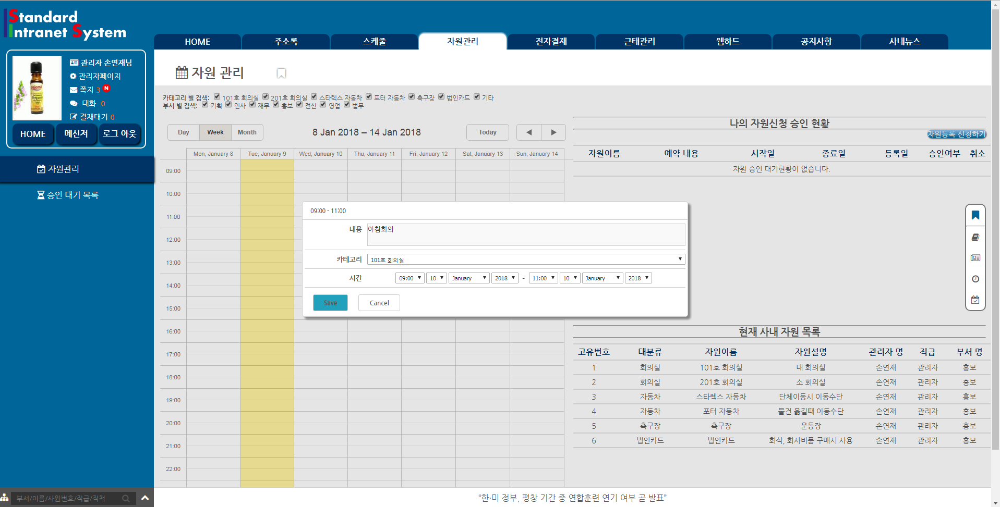 Standard
Intranet System
HOME 주소록 스케줄 자원관리 전자결재 근태관리 웹하드 공지사항 사내뉴스
관리자 손연재님
관리자페이지
쪽지 3 N
대화 0
결재대기 0
HOME 메신저 로그 아웃
자원관리
승인 대기 목록
자원 관리
카테고리 별 검색: 101호 회의실 201호 회의실 스타렉스 자동차 포터 자동차 축구장 법인카드 기타
부서 별 검색: 기획 인사 재무 홍보 전산 영업 법무
Day Week Month 8 Jan 2018 – 14 Jan 2018 Today
Mon, January 8 Tue, January 9 Wed, January 10 Thu, January 11 Fri, January 12 Sat, January 13 Sun, January 14
09:00
10:00
11:00
12:00
13:00
14:00
15:00
16:00
17:00
18:00
19:00
20:00
21:00
22:00
09:00 - 11:00
내용 아침회의
카테고리 101호 회의실
시간 09:00 10 January 2018 - 11:00 10 January 2018
Save Cancel
나의 자원신청 승인 현황
자원등록 신청하기
자원이름 예약 내용 시작일 종료일 등록일 승인여부 취소
자원 승인 대기현황이 없습니다.
현재 사내 자원 목록
고유번호 대분류 자원이름 자원설명 관리자 명 직급 부서 명
1 회의실 101호 회의실 대 회의실 손연재 관리자 홍보
2 회의실 201호 회의실 소 회의실 손연재 관리자 홍보
3 자동차 스타렉스 자동차 단체이동시 이동수단 손연재 관리자 홍보
4 자동차 포터 자동차 물건 옮길때 이동수단 손연재 관리자 홍보
5 축구장 축구장 운동장 손연재 관리자 홍보
6 법인카드 법인카드 회식, 회사비품 구매시 사용 손연재 관리자 홍보
부서/이름/사원번호/직급/직책
“한·미 정부, 평창 기간 중 연합훈련 연기 여부 곧 발표”